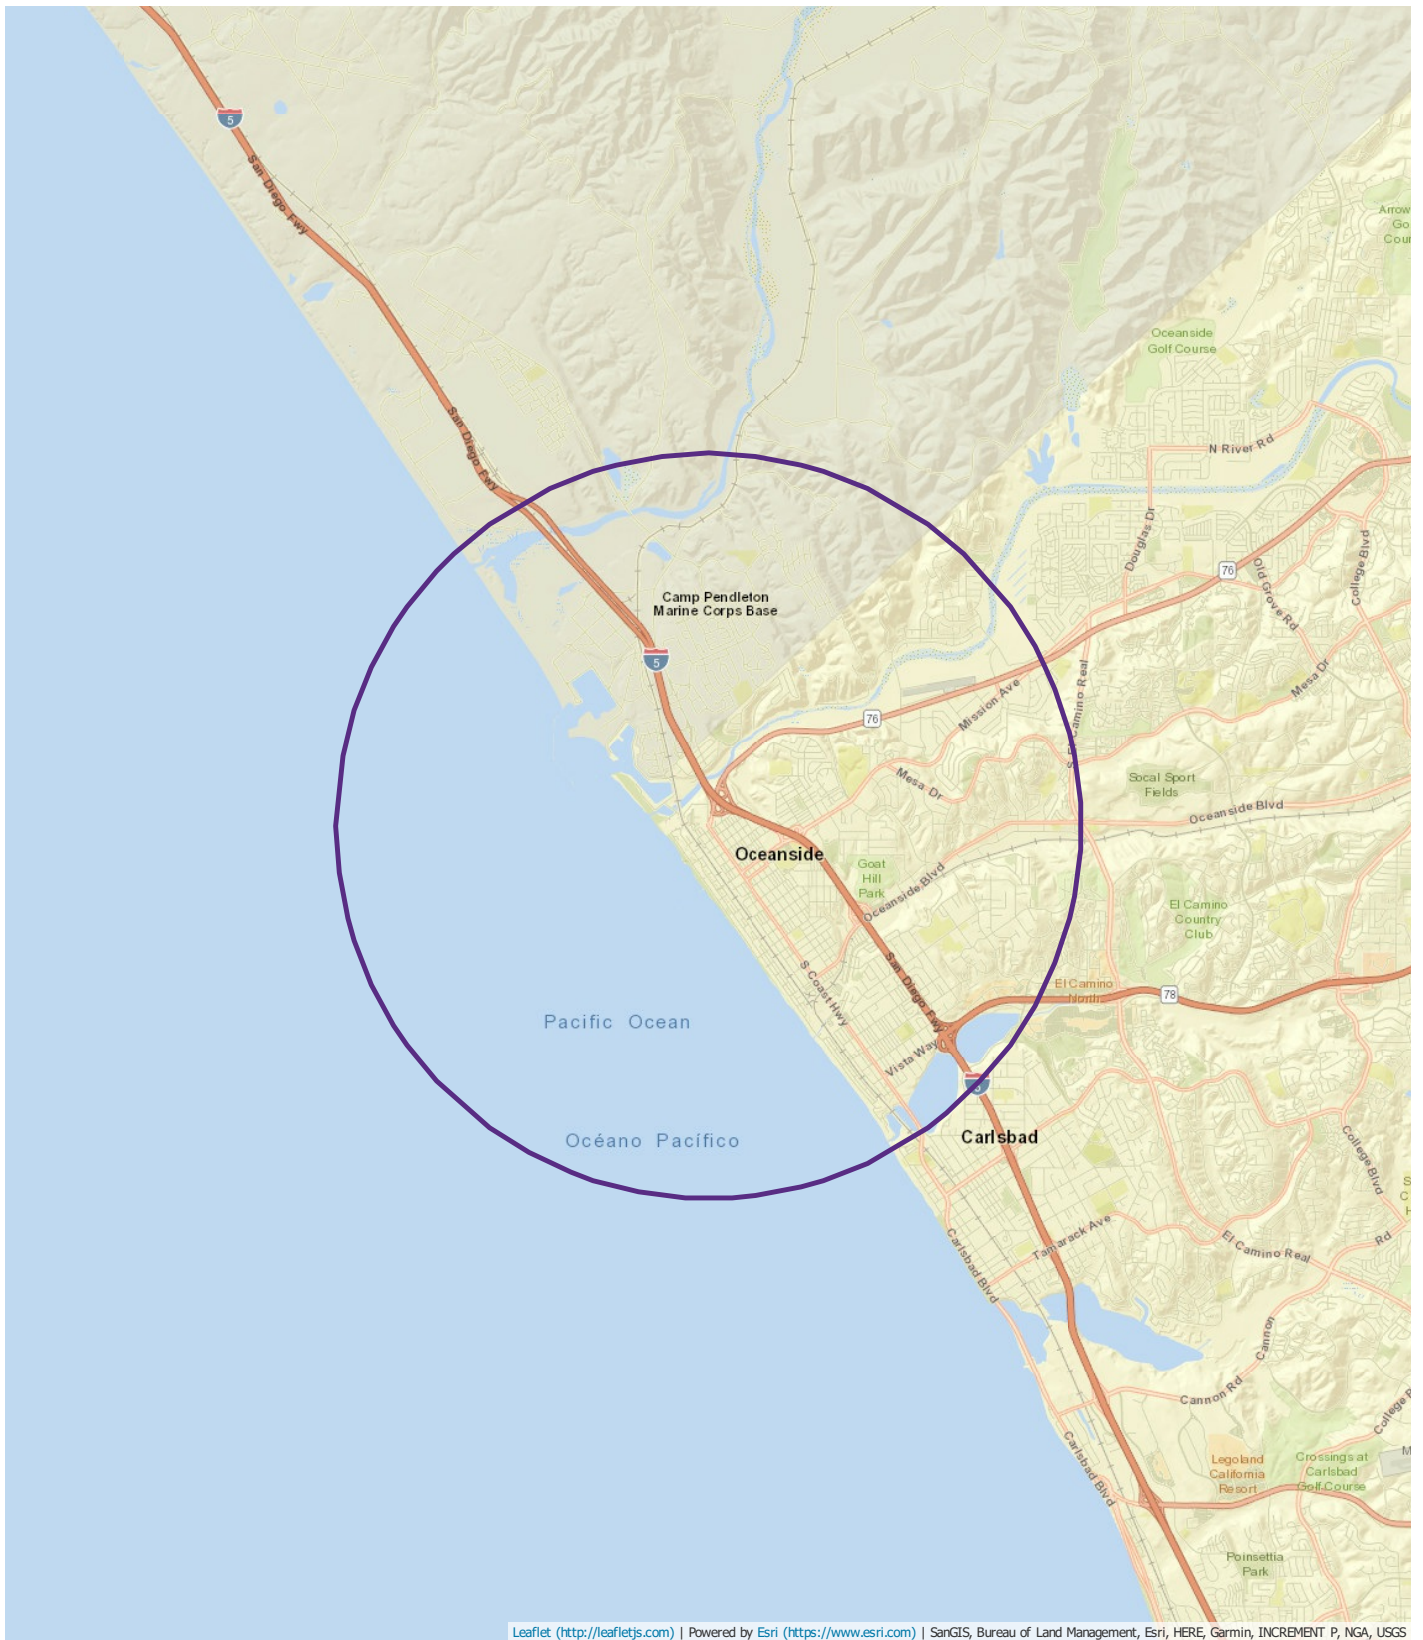 5
San Diego Fwy
Arrow
Go
Cour
Oceanside
Golf Course
San Diego Fwy
N River Rd
Douglas Dr
76
Old Grove Rd
College Blvd
Camp Pendleton
Marine Corps Base
5
S El Camino Real
Mesa Dr
Mission Ave
76
Mesa Dr
Socal Sport
Fields
Oceanside Blvd
Oceanside
Goat
Hill
Park
Oceanside Blvd
El Camino
Country
Club
San Diego Fwy
S Coast Hwy
El Camino
North
78
Pacific Ocean
Vista Way
5
Océano Pacífico
Carlsbad
College Blvd
S
C
H
Tamarack Ave
El Camino Real
Rd
Carlsbad Blvd
Cannon
Cannon Rd
College B
Carlsbad Blvd
Legoland
California
Resort
Crossings at
Carlsbad
Golf Course
M
Poinsettia
Park
Leaflet (http://leafletjs.com) | Powered by Esri (https://www.esri.com) | SanGIS, Bureau of Land Management, Esri, HERE, Garmin, INCREMENT P, NGA, USGS